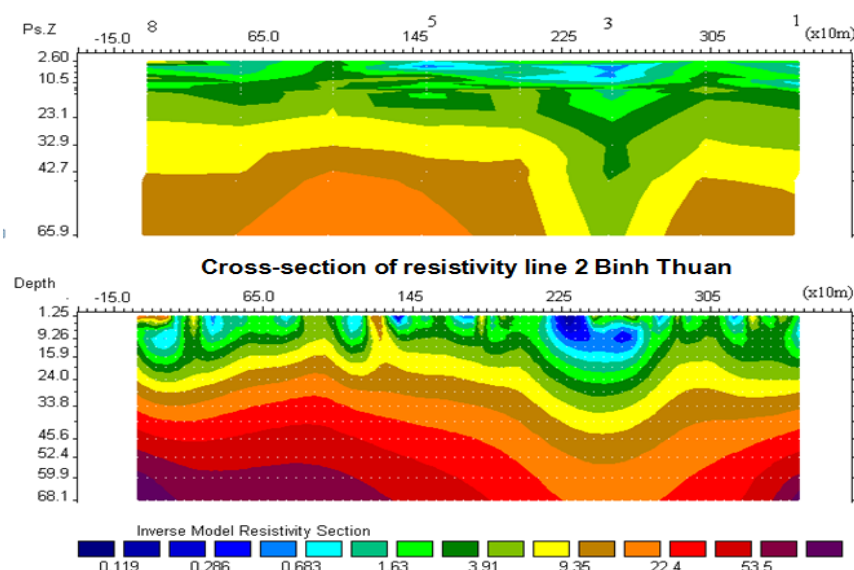 8 5 3 1
Ps.Z -15.0 65.0 145 225 305 (x10m)
2.60
10.5
23.1
32.9
42.7
65.9
Cross-section of resistivity line 2 Binh Thuan
Depth
-15.0 65.0 145 225 305 (x10m)
1.25
9.26
15.9
24.0
33.8
45.6
52.4
59.9
68.1
Inverse Model Resistivity Section
0.119 0.286 0.683 1.63 3.91 9.35 22.4 53.5